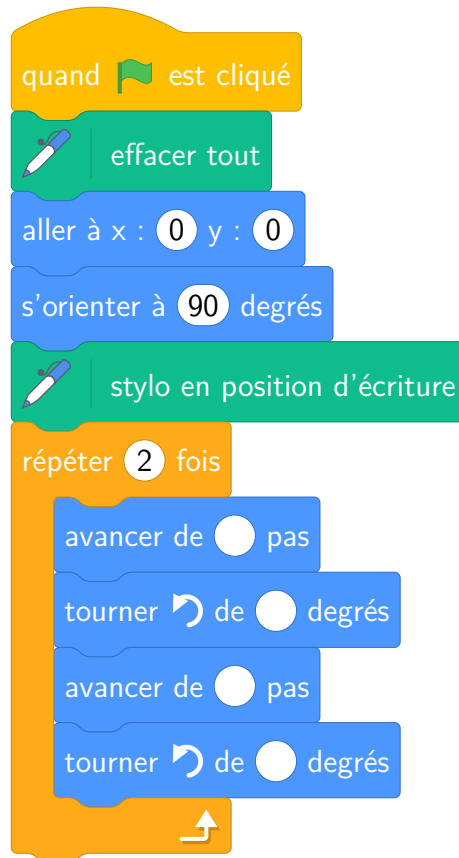 quand est cliqué
effacer tout
aller à x : 0 y : 0
s'orienter à 90 degrés
stylo en position d'écriture
répéter 2 fois
avancer de pas
tourner de degrés
avancer de pas
tourner de degrés